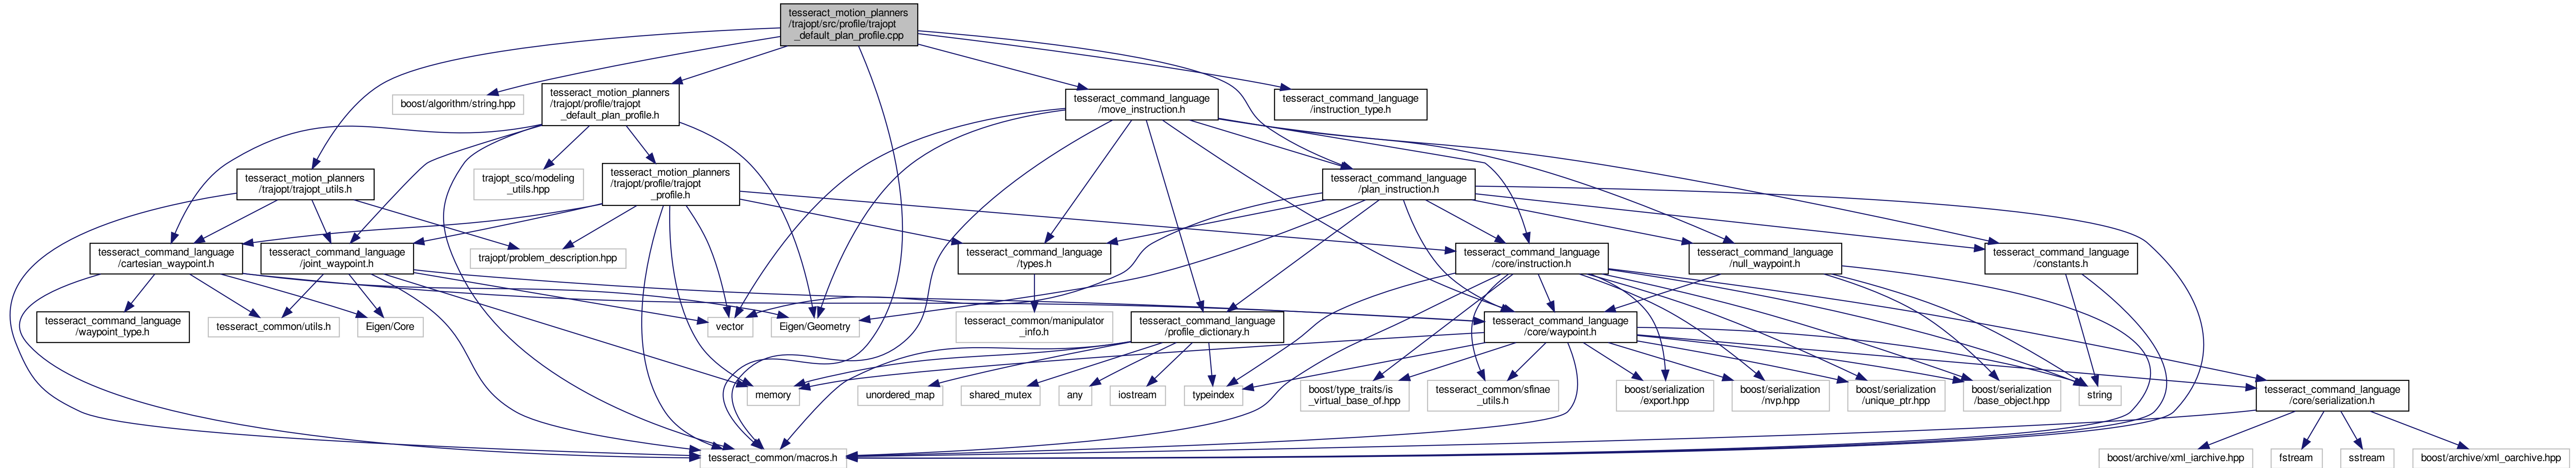 tesseract_motion_planners
/trajopt/src/profile/trajopt
_default_plan_profile.cpp
boost/algorithm/string.hpp
tesseract_motion_planners
/trajopt/profile/trajopt
_default_plan_profile.h
tesseract_command_language
/move_instruction.h
tesseract_command_language
/instruction_type.h
tesseract_motion_planners
/trajopt/trajopt_utils.h
trajopt_sco/modeling
_utils.hpp
tesseract_motion_planners
/trajopt/profile/trajopt
_profile.h
tesseract_command_language
/plan_instruction.h
tesseract_command_language
/cartesian_waypoint.h
tesseract_command_language
/joint_waypoint.h
trajopt/problem_description.hpp
tesseract_command_language
/types.h
tesseract_command_language
/core/instruction.h
tesseract_command_language
/null_waypoint.h
tesseract_command_language
/constants.h
tesseract_command_language
/waypoint_type.h
tesseract_common/utils.h
Eigen/Core
vector
Eigen/Geometry
tesseract_common/manipulator
_info.h
tesseract_command_language
/profile_dictionary.h
tesseract_command_language
/core/waypoint.h
memory
unordered_map
shared_mutex
any
iostream
typeindex
boost/type_traits/is
_virtual_base_of.hpp
tesseract_common/sfinae
_utils.h
boost/serialization
/export.hpp
boost/serialization
/nvp.hpp
boost/serialization
/unique_ptr.hpp
boost/serialization
/base_object.hpp
string
tesseract_command_language
/core/serialization.h
tesseract_common/macros.h
boost/archive/xml_iarchive.hpp
fstream
sstream
boost/archive/xml_oarchive.hpp